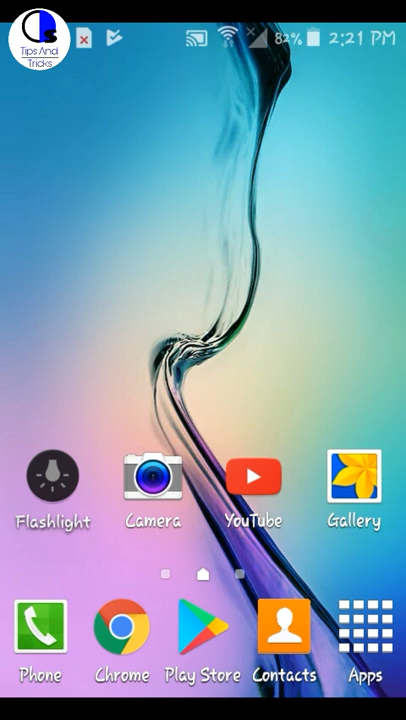 Tips And
Tricks
82% 2:21 PM
Flashlight Camera YouTube Gallery
Phone Chrome Play Store Contacts Apps